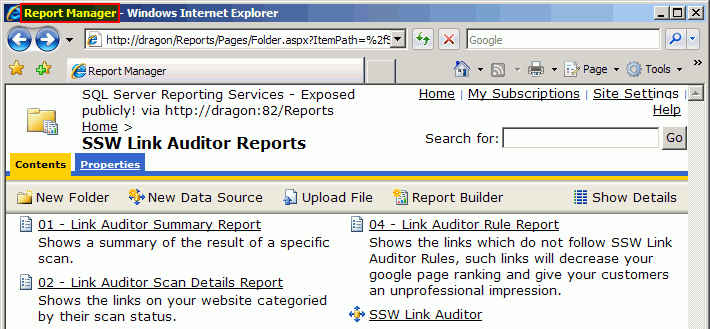 Report Manager - Windows Internet Explorer
http://dragon/Reports/Pages/Folder.aspx?ItemPath=%2fS
Google
Report Manager
Page
Tools
»
SQL Server Reporting Services - Exposed
publicly! via http://dragon:82/Reports
Home >
SSW Link Auditor Reports
Home | My Subscriptions | Site Settings |
Help
Search for:
Go
Contents
Properties
New Folder
New Data Source
Upload File
Report Builder
Show Details
01 - Link Auditor Summary Report
Shows a summary of the result of a specific
scan.
02 - Link Auditor Scan Details Report
Shows the links on your website categoried
by their scan status.
04 - Link Auditor Rule Report
Shows the links which do not follow SSW Link
Auditor Rules, such links will decrease your
google page ranking and give your customers
an unprofessional impression.
SSW Link Auditor